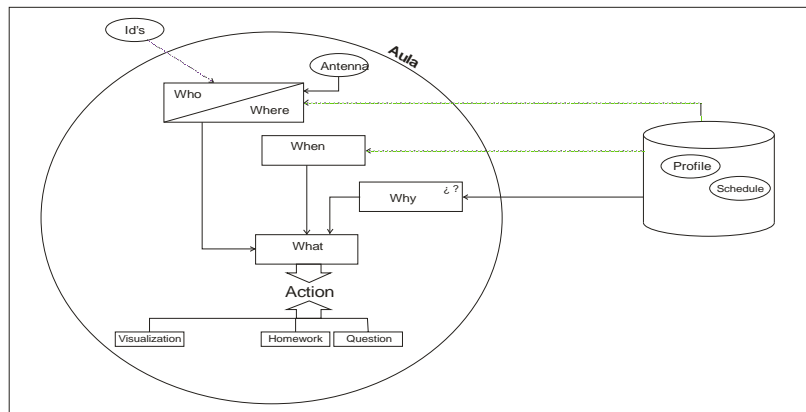 Id's
Aula
Antenna
Who
Where
When
Profile
Schedule
¿ ?
Why
What
Action
Visualization
Homework
Question